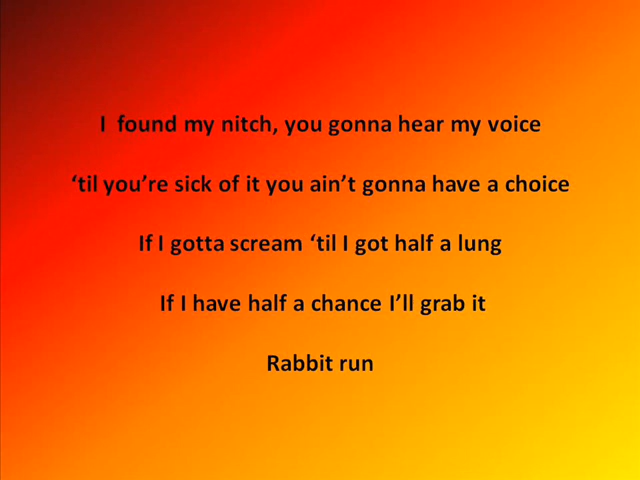 I  found my nitch, you gonna hear my voice
‘til you’re sick of it you ain’t gonna have a choice
If I gotta scream ‘til I got half a lung
If I have half a chance I’ll grab it
Rabbit run